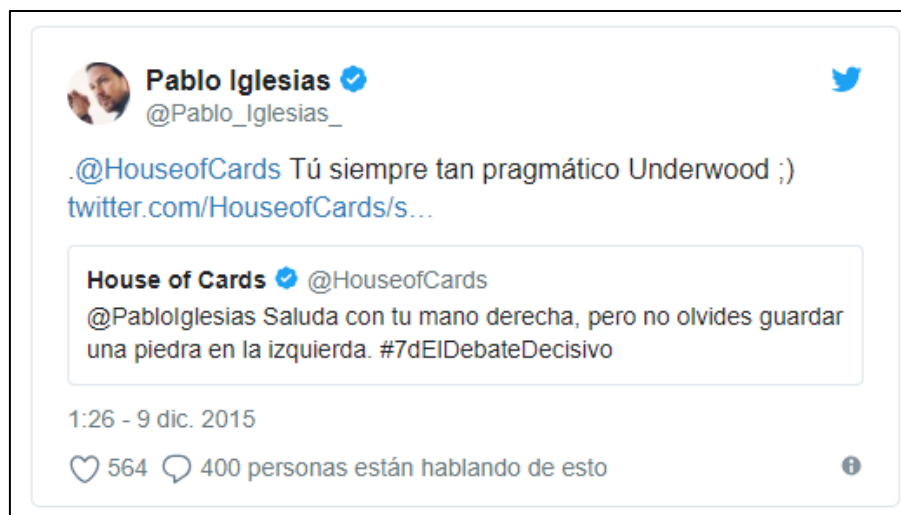 Pablo Iglesias
@Pablo_Iglesias_
.@HouseofCards Tú siempre tan pragmático Underwood ;)
twitter.com/HouseofCards/s…
House of Cards @HouseofCards
@PabloIglesias Saluda con tu mano derecha, pero no olvides guardar
una piedra en la izquierda. #7dElDebateDecisivo
1:26 - 9 dic. 2015
564 400 personas están hablando de esto